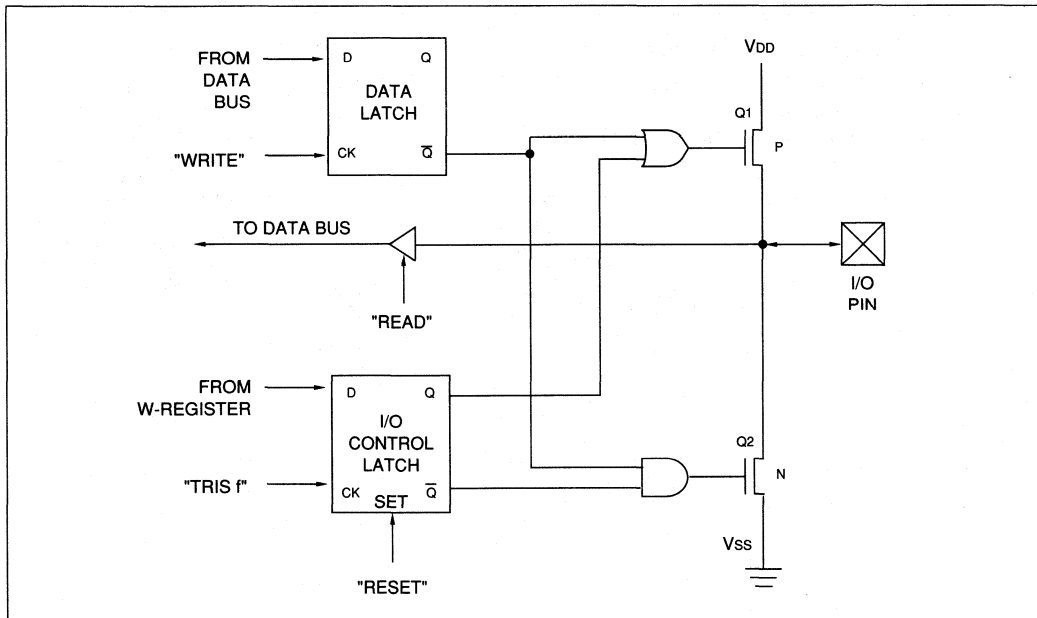 FROM
DATA
BUS
D
Q
DATA
LATCH
"WRITE"
CK
Q
VDD
Q1
P
TO DATA BUS
"READ"
I/O
PIN
FROM
W-REGISTER
D
Q
I/O
CONTROL
LATCH
"TRIS f"
CK
SET
Q
"RESET"
Q2
N
VSS